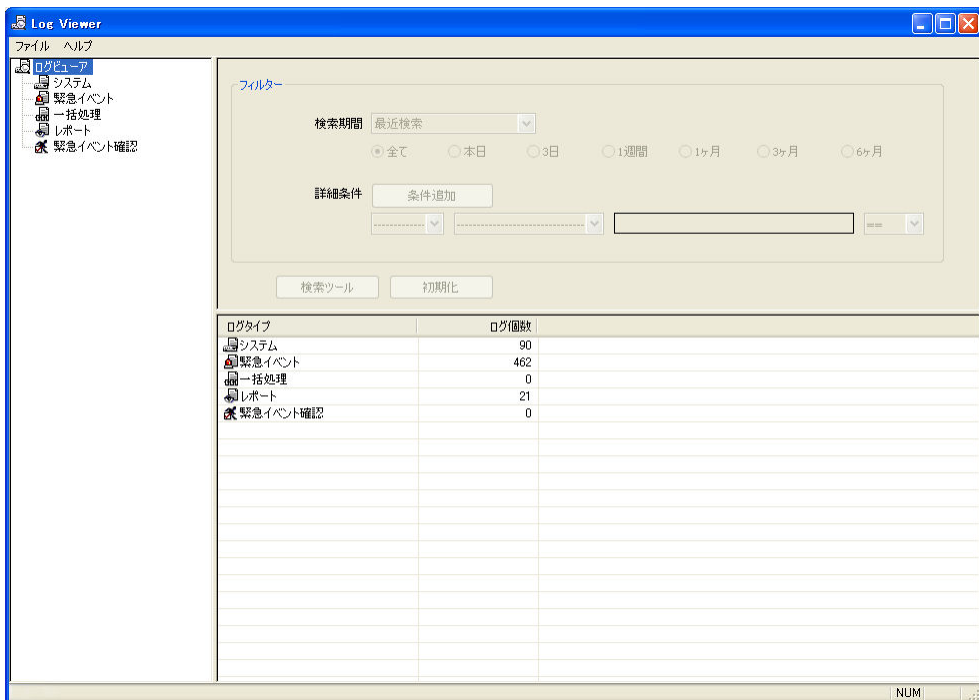 Log Viewer
ファイル ヘルプ
ログビューア
システム
緊急イベント
一括処理
レポート
緊急イベント確認
フィルター
検索期間 最近検索
全て 本日 3日 1週間 1ヶ月 3ヶ月 6ヶ月
詳細条件 条件追加
------------ ------------------------------ ==
検索ツール 初期化
ログタイプ ログ個数
システム 90
緊急イベント 462
一括処理 0
レポート 21
緊急イベント確認 0
NUM